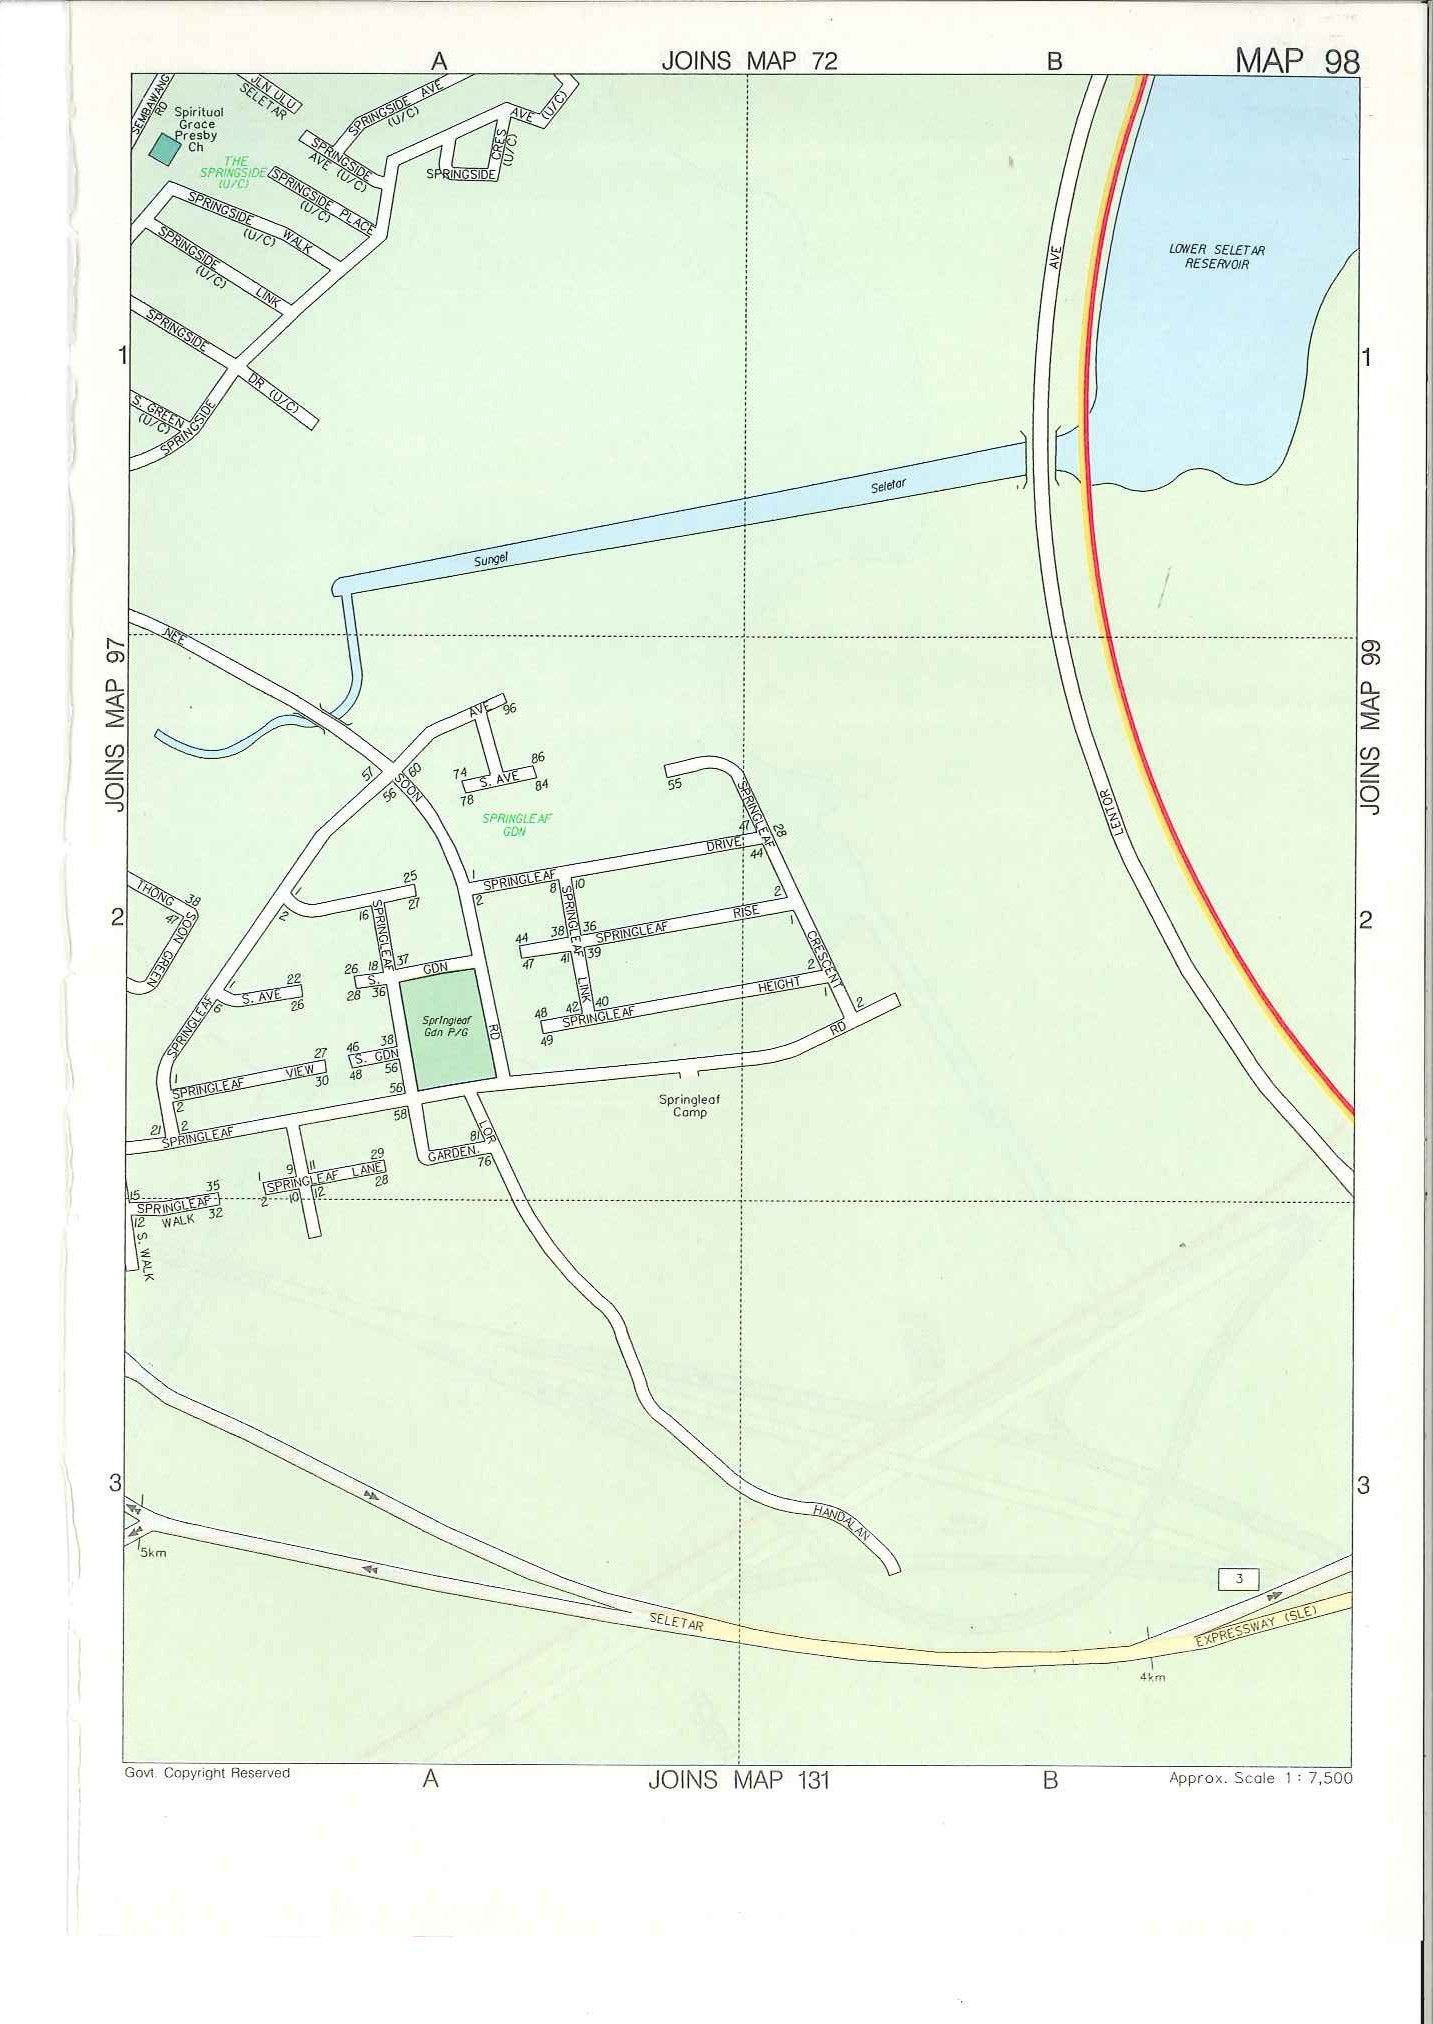 A
JOINS MAP 72
B
MAP 98
SEMBAWANG
RD
Spiritual
Grace
Presby
Ch
JLN ULU
SELETAR
SPRINGSIDE AVE
(U/C)
AVE (U/C)
CRES
(U/C)
SPRINGSIDE
SPRINGSIDE
AVE (U/C)
THE
SPRINGSIDE
(U/C)
SPRINGSIDE PLACE
(U/C)
SPRINGSIDE WALK
(U/C)
SPRINGSIDE LINK
(U/C)
SPRINGSIDE
DR (U/C)
S. GREEN
(U/C)
SPRINGSIDE
AVE
LOWER SELETAR
RESERVOIR
1
1
Seletar
Sungei
NEE
JOINS MAP 97
JOINS MAP 99
AVE
96
57
60
SOON
56
74
86
S. AVE
78
84
SPRINGLEAF
GDN
55
SPRINGLEAF
47
28
DRIVE
44
LENTOR
THONG
38
47
SOON GREEN
1
2
25
16
27
SPRINGLEAF
1
SPRINGLEAF
2
8
10
SPRINGLEAF
2
RISE
1
2
2
44
38
36
SPRINGLEAF
47
41
39
LINK
CRESCENT
26
18
37
GDN
S.
28
36
2
HEIGHT
1
2
22
1
S. AVE
6
26
SPRINGLEAF
48
42
40
SPRINGLEAF
49
Springleaf
Gdn P/G
RD
RD
46
38
S. GDN
48
56
27
1
SPRINGLEAF VIEW
30
2
56
58
Springleaf
Camp
21
2
SPRINGLEAF
LOR
81
GARDEN
76
9
11
29
1
SPRINGLEAF LANE
2
10
12
28
15
35
SPRINGLEAF
12
WALK
32
S. WALK
3
3
5km
HANDALAN
3
SELETAR
EXPRESSWAY (SLE)
4km
Govt. Copyright Reserved
A
JOINS MAP 131
B
Approx. Scale 1 : 7,500